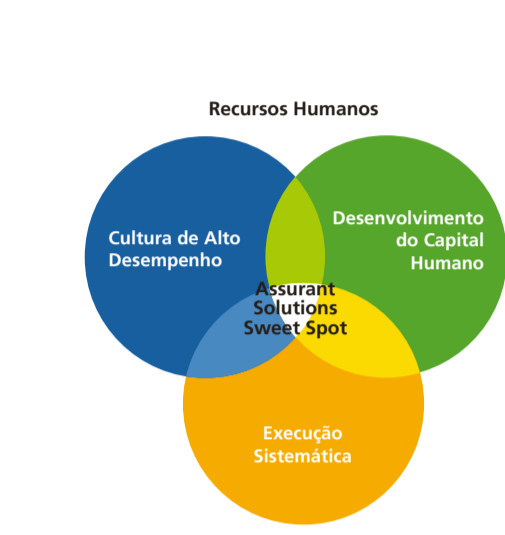 Recursos Humanos
Cultura de Alto
Desempenho
Desenvolvimento
do Capital
Humano
Assurant
Solutions
Sweet Spot
Execução
Sistemática